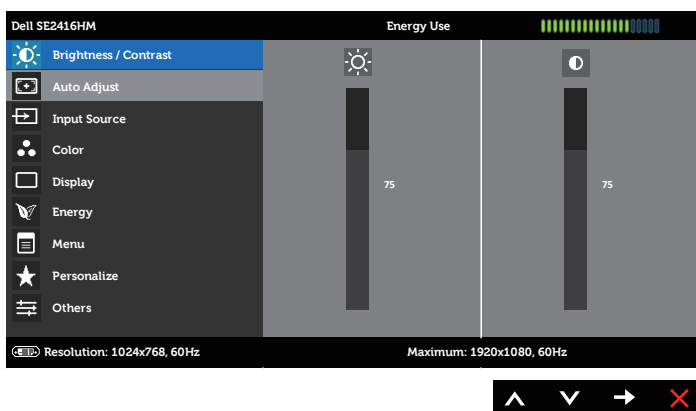 Dell SE2416HM Energy Use
Brightness / Contrast
Auto Adjust
Input Source
Color
Display
Energy
Menu
Personalize
Others
75 75
Resolution: 1024x768, 60Hz Maximum: 1920x1080, 60Hz